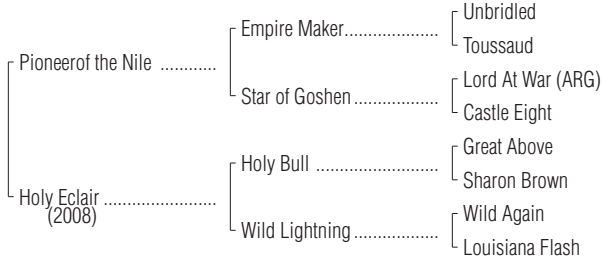 Unbridled
Empire Maker....................
Toussaud
Pioneerof the Nile ............
Lord At War (ARG)
Star of Goshen ..................
Castle Eight
Great Above
Holy Bull ..........................
Sharon Brown
Holy Eclair ........................
(2008)
Wild Again
Wild Lightning ..................
Louisiana Flash